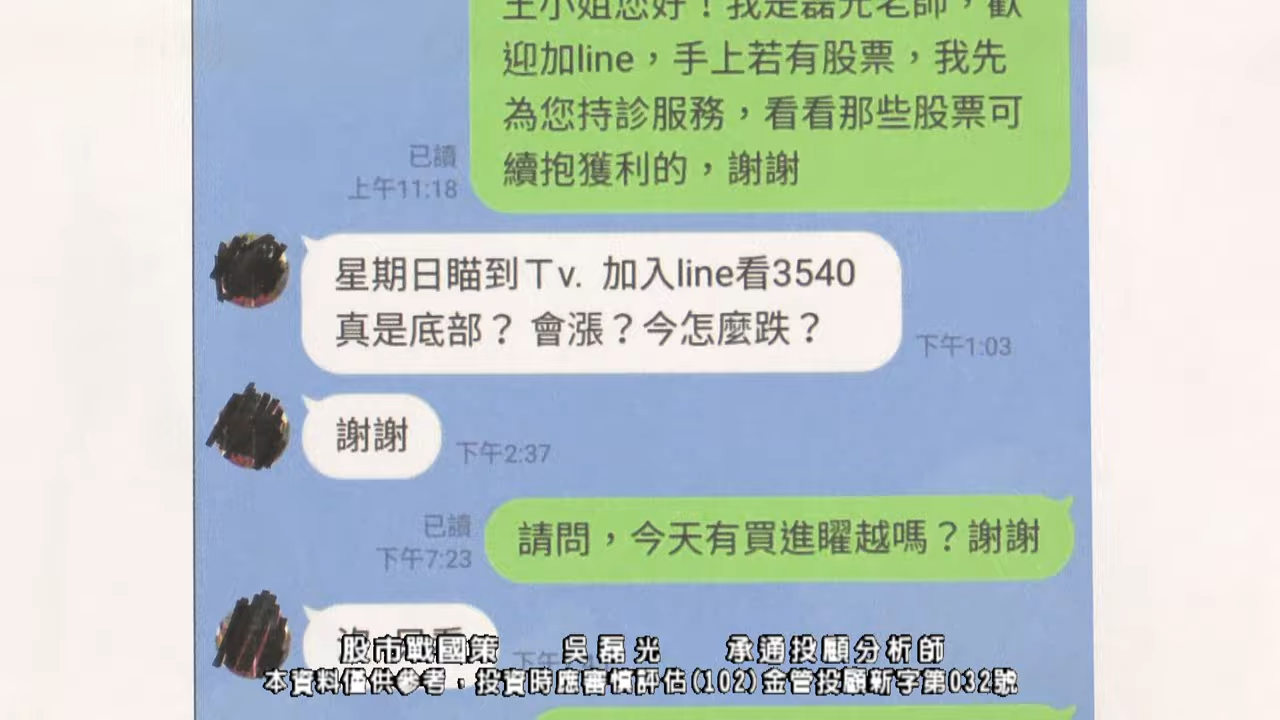 王小姐您好！我是磊光老師，歡
迎加line，手上若有股票，我先
為您持診服務，看看那些股票可
續抱獲利的，謝謝
已讀
上午11:18
星期日瞄到Tv. 加入line看3540
真是底部？ 會漲？今怎麼跌？
下午1:03
謝謝
下午2:37
已讀
下午7:23
請問，今天有買進曜越嗎？謝謝
下午
股市戰國策 吳磊光 承通投顧分析師
本資料僅供參考，投資時應審慎評估(102)金管投顧新字第032號